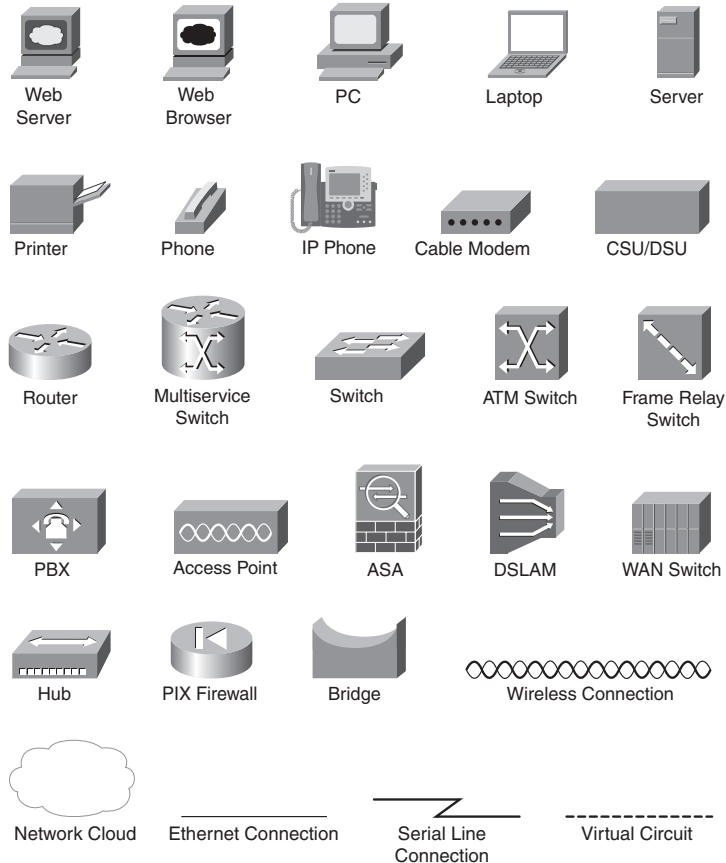 Web
Server
Web
Browser
PC
Laptop
Server
Printer
Phone
IP Phone
Cable Modem
CSU/DSU
Router
Multiservice
Switch
Switch
ATM Switch
Frame Relay
Switch
PBX
Access Point
ASA
DSLAM
WAN Switch
Hub
PIX Firewall
Bridge
Wireless Connection
Network Cloud
Ethernet Connection
Serial Line
Connection
Virtual Circuit